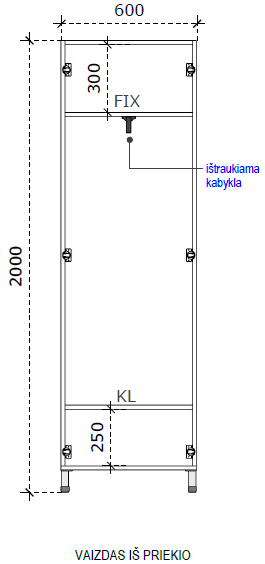 600
300
FIX
ištraukiama
kabykla
2000
KL
250
VAIZDAS IŠ PRIEKIO